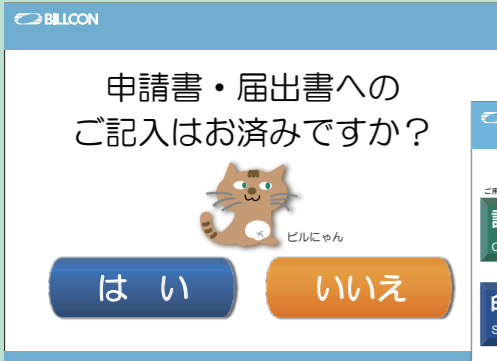 BILLCON
申請書・届出書への
ご記入はお済みですか？
ビルにゃん
は い
いいえ